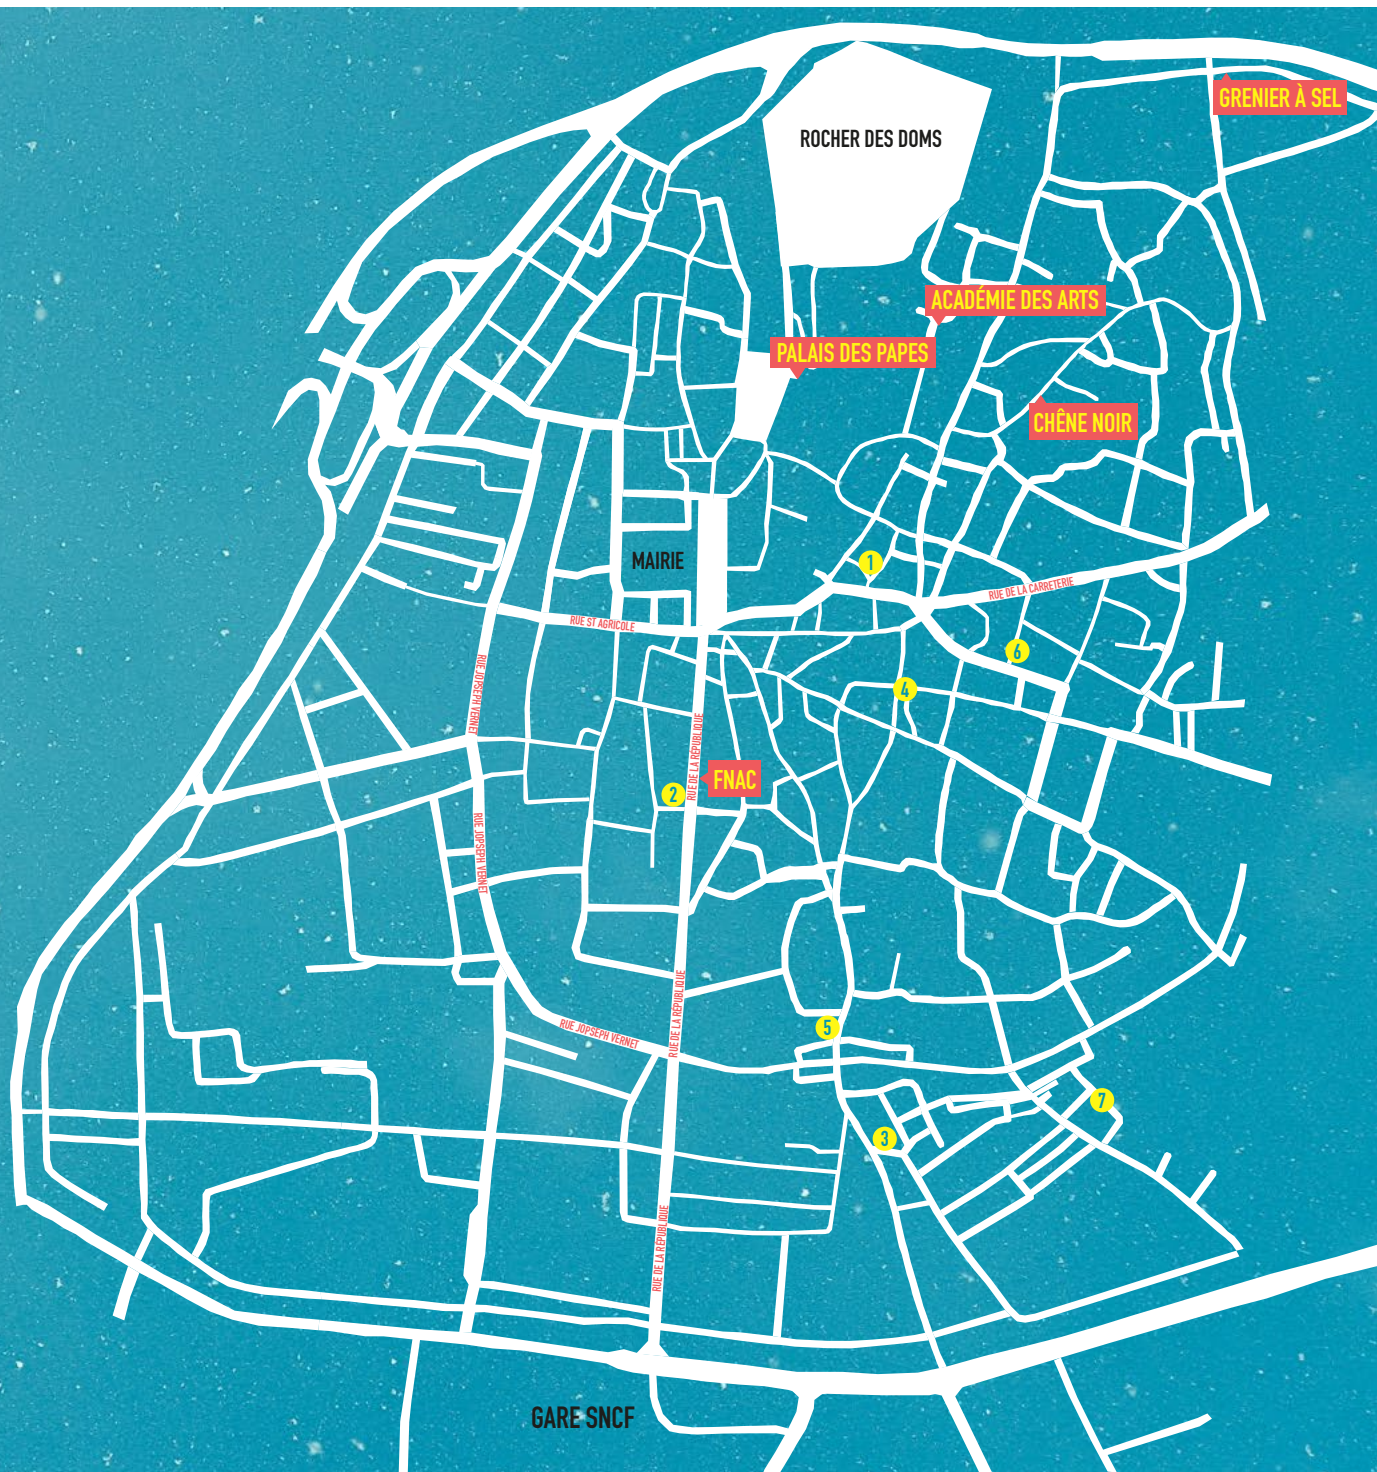 GRENIER À SEL
ROCHER DES DOMS
ACADÉMIE DES ARTS
PALAIS DES PAPES
CHÊNE NOIR
MAIRIE
1
RUE DE LA CARRETERIE
RUE ST AGRICOLE
6
RUE JOPSEPH VERNET
4
RUE DE LA RÉPUBLIQUE
FNAC
2
RUE JOPSEPH VERNET
RUE DE LA RÉPUBLIQUE
5
RUE JOPSEPH VERNET
7
3
RUE DE LA RÉPUBLIQUE
GARE SNCF